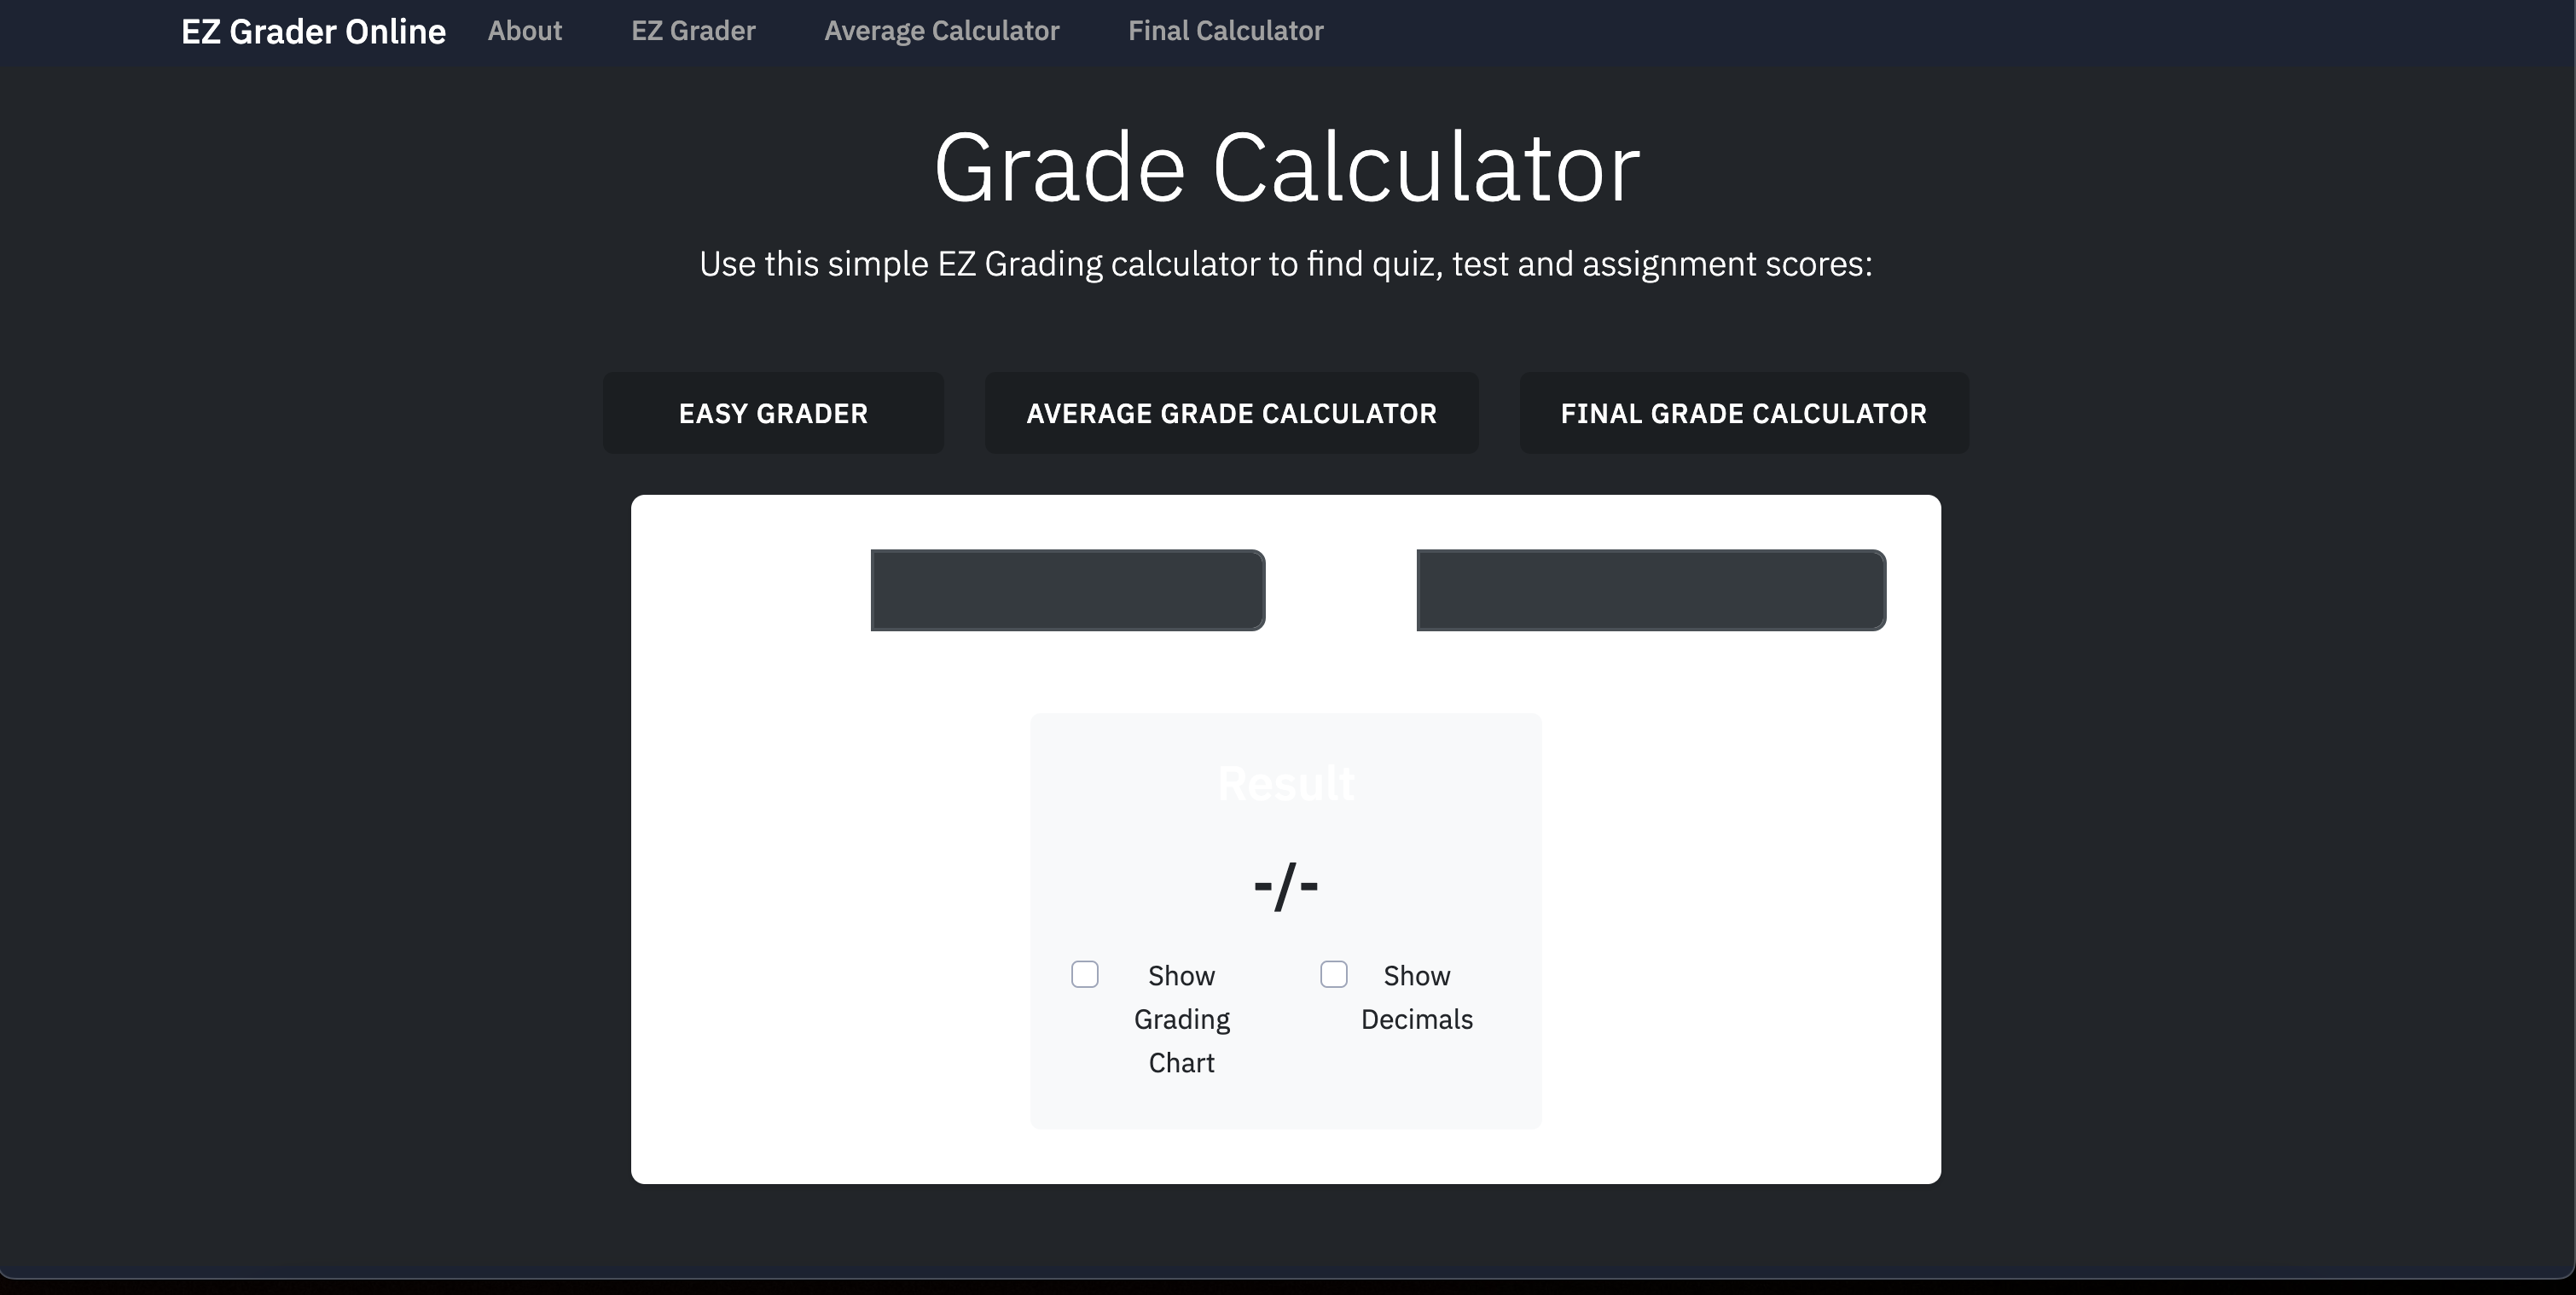 EZ Grader Online About EZ Grader Average Calculator Final Calculator
Grade Calculator
Use this simple EZ Grading calculator to find quiz, test and assignment scores:
EASY GRADER AVERAGE GRADE CALCULATOR FINAL GRADE CALCULATOR
Result
-/-
Show Show
Grading Decimals
Chart